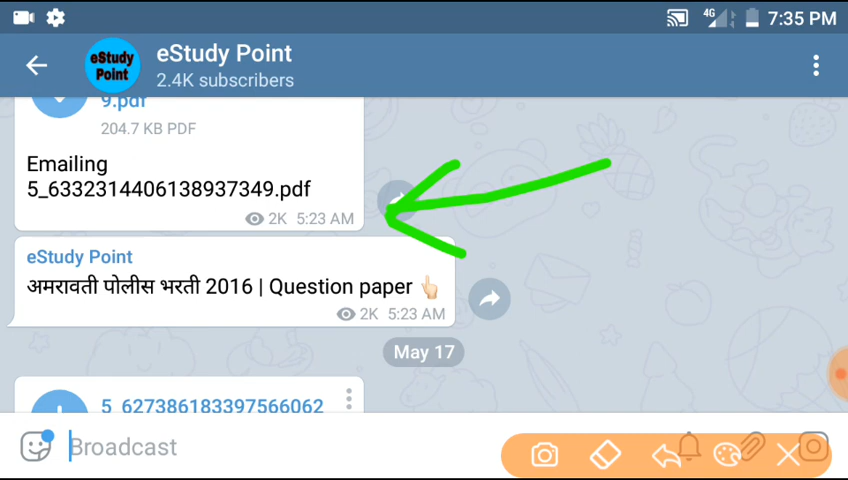 4G 7:35 PM
eStudy
Point
eStudy Point
2.4K subscribers
9.pdf
204.7 KB PDF
Emailing
5_6332314406138937349.pdf
2K 5:23 AM
eStudy Point
अमरावती पोलीस भरती 2016 | Question paper 👆🏻
2K 5:23 AM
May 17
5_627386183397566062
Broadcast